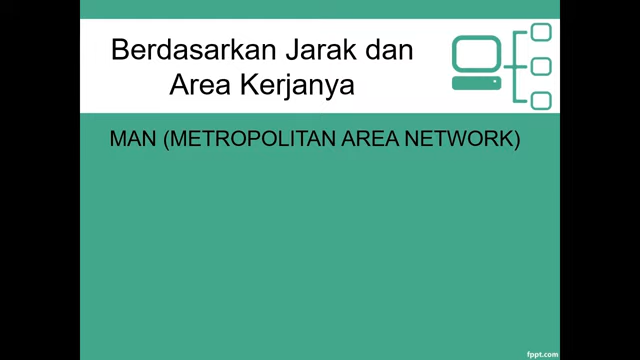 Berdasarkan Jarak dan
Area Kerjanya
MAN (METROPOLITAN AREA NETWORK)
fppt.com